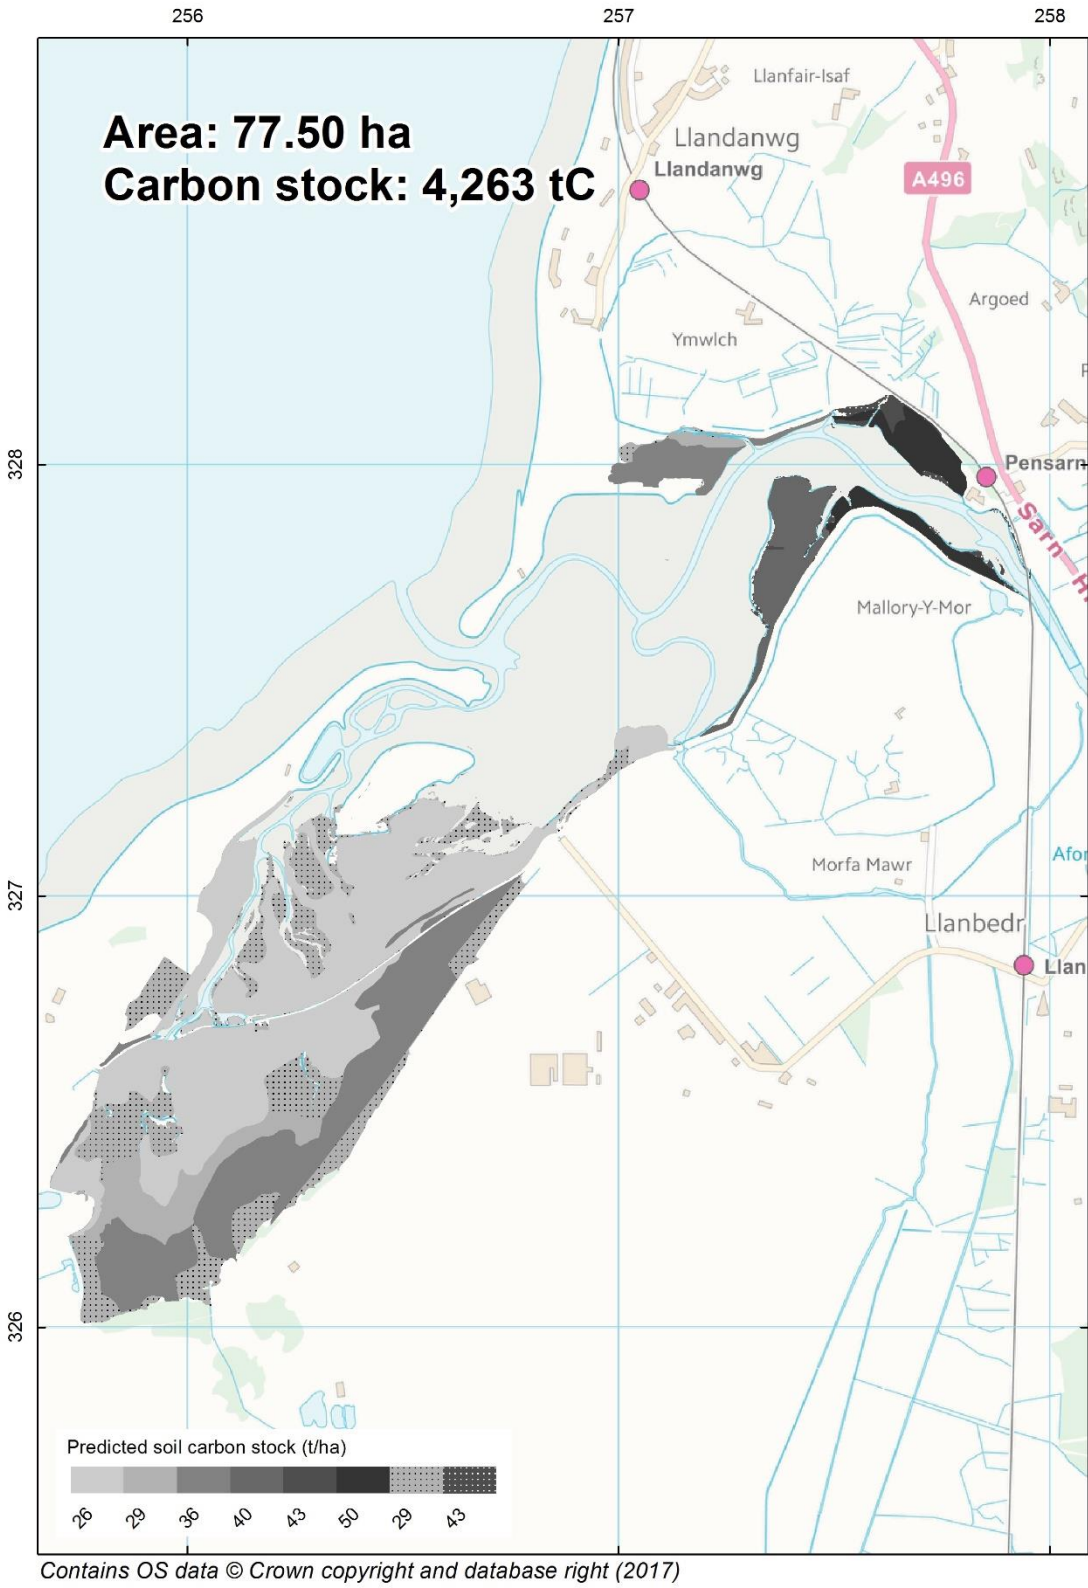 256 257 258
Llanfair-Isaf
Area: 77.50 ha
Llandanwg
Carbon stock: 4,263 tC
Llandanwg
A496
Argoed
Ymwlch
P
328
Pensarn
Sarn H
Mallory-Y-Mor
Morfa Mawr
Afon
327
Llanbedr
Llan
326
Predicted soil carbon stock (t/ha)
26 29 36 40 43 50 29 43
Contains OS data © Crown copyright and database right (2017)